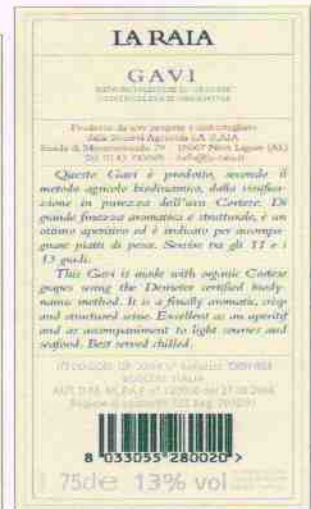 LA RAIA
GAVI
Questo Gavi è prodotto, secondo il
metodo agricolo biodinamico, dalla vinifica-
zione in purezza dell'uva Cortese. Di
grande finezza aromatica e strutturale, è un
ottimo aperitivo ed è indicato per accompa-
gnare piatti di pesce. Servire tra gli 11 e i
13 gradi.
This Gavi is made with organic Cortese
grapes using the Demeter certified biody-
namic method. It is a finally aromatic, crisp
and structured wine. Excellent as an aperitif
and as accompaniment to light courses and
seafood. Best served chilled.
8 033055 280020 >
75cl e 13% vol